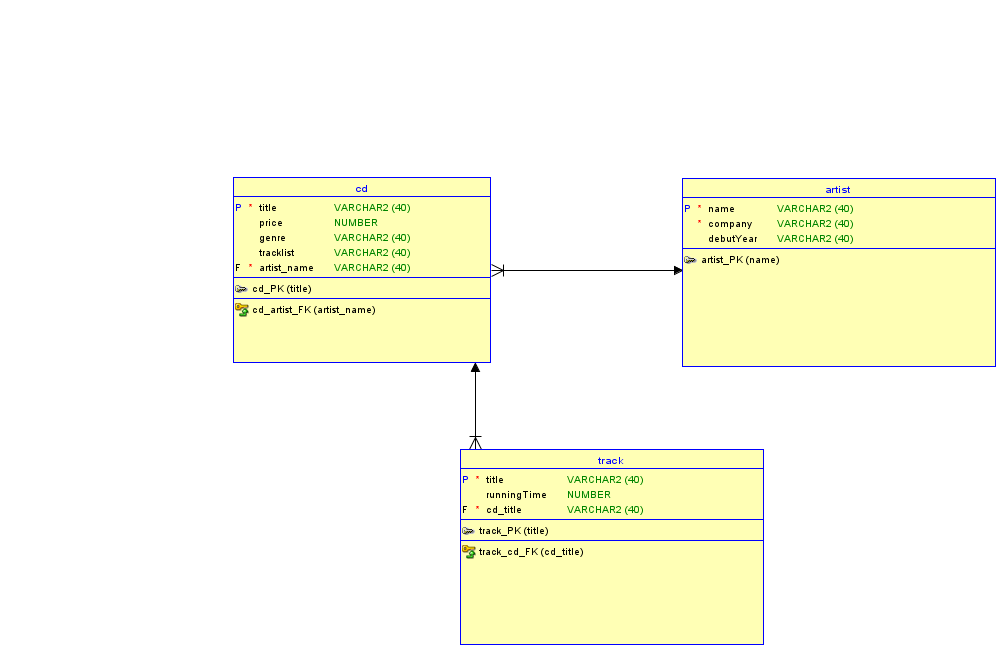 cd
P * title VARCHAR2 (40)
price NUMBER
genre VARCHAR2 (40)
tracklist VARCHAR2 (40)
F * artist_name VARCHAR2 (40)
cd_PK (title)
cd_artist_FK (artist_name)
artist
P * name VARCHAR2 (40)
* company VARCHAR2 (40)
debutYear VARCHAR2 (40)
artist_PK (name)
track
P * title VARCHAR2 (40)
runningTime NUMBER
F * cd_title VARCHAR2 (40)
track_PK (title)
track_cd_FK (cd_title)